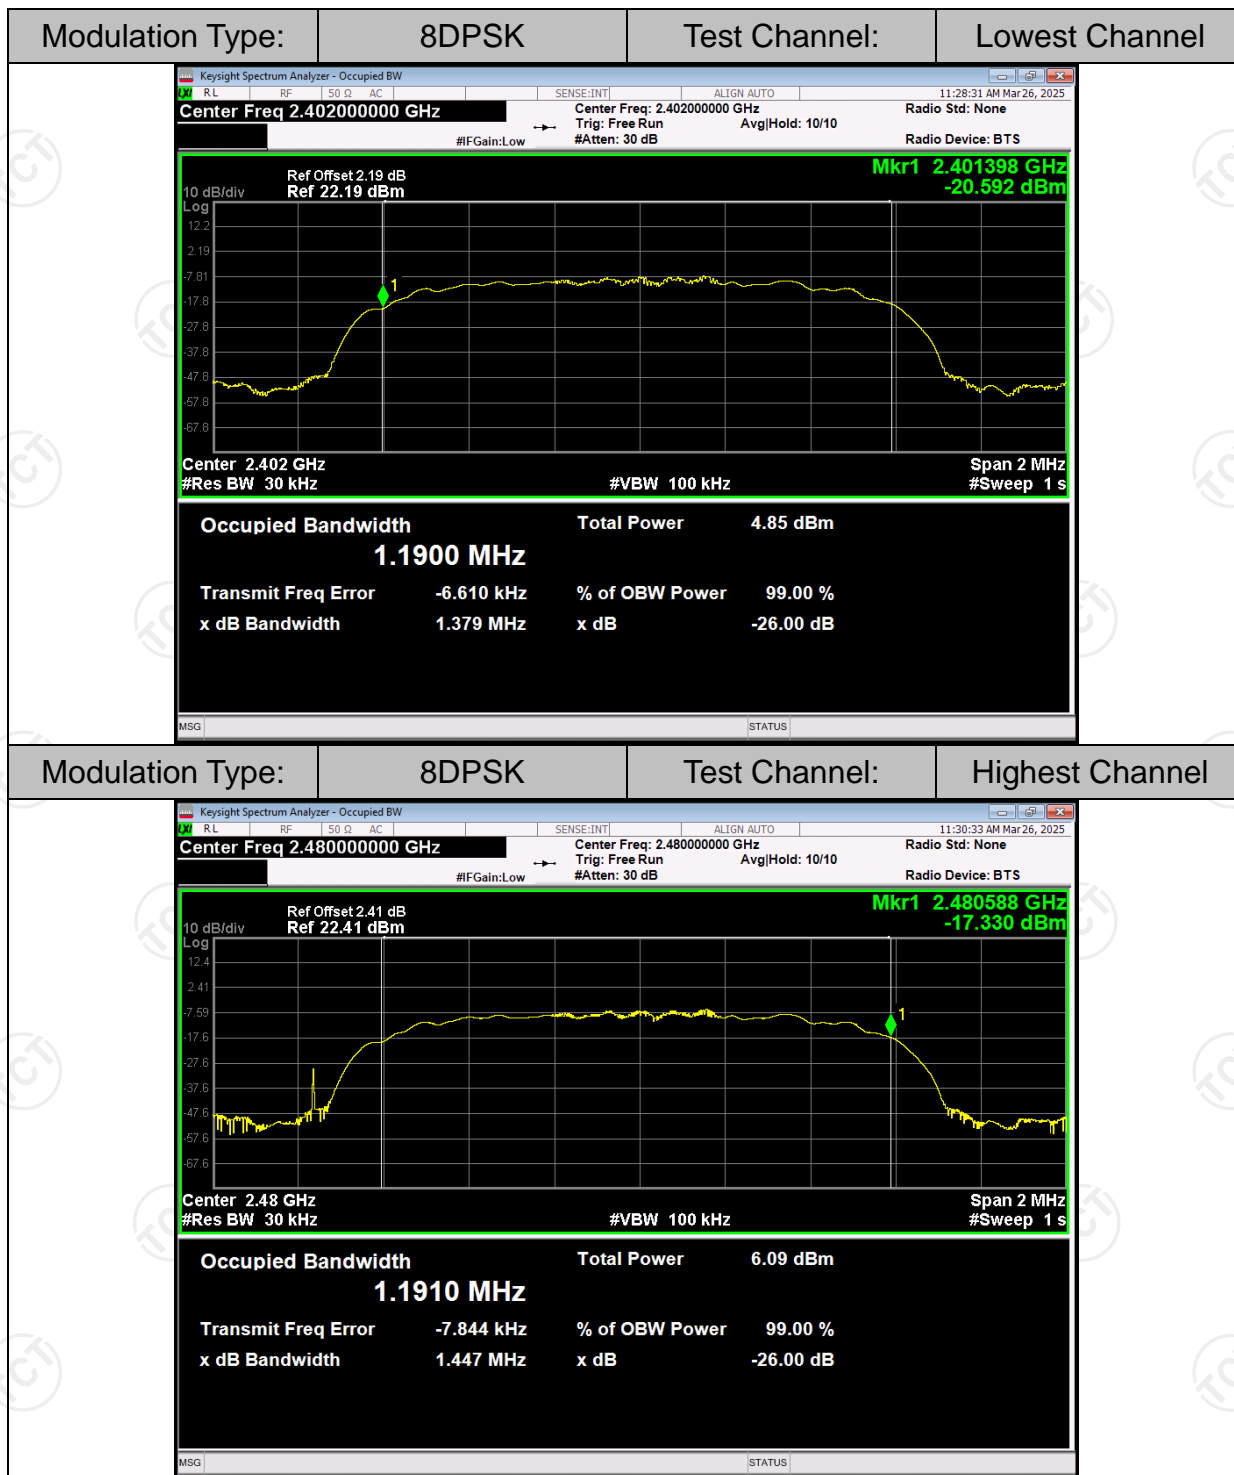 Modulation Type: 8DPSK Test Channel: Lowest Channel
Keysight Spectrum Analyzer - Occupied BW
LXI RL RF 50 Ω AC SENSE:INT ALIGN AUTO 11:28:31 AM Mar 26, 2025
Center Freq 2.402000000 GHz Center Freq: 2.402000000 GHz Radio Std: None
Trig: Free Run Avg|Hold: 10/10
#IFGain:Low #Atten: 30 dB Radio Device: BTS
Mkr1 2.401398 GHz
Ref Offset 2.19 dB
10 dB/div Ref 22.19 dBm -20.592 dBm
Log
12.2
2.19
-7.81
1
-17.8
-27.8
-37.8
-47.8
-57.8
-67.8
Center 2.402 GHz Span 2 MHz
#Res BW 30 kHz #VBW 100 kHz #Sweep 1 s
Occupied Bandwidth Total Power 4.85 dBm
1.1900 MHz
Transmit Freq Error -6.610 kHz % of OBW Power 99.00 %
x dB Bandwidth 1.379 MHz x dB -26.00 dB
MSG STATUS
Modulation Type: 8DPSK Test Channel: Highest Channel
Keysight Spectrum Analyzer - Occupied BW
LXI RL RF 50 Ω AC SENSE:INT ALIGN AUTO 11:30:33 AM Mar 26, 2025
Center Freq 2.480000000 GHz Center Freq: 2.480000000 GHz Radio Std: None
Trig: Free Run Avg|Hold: 10/10
#IFGain:Low #Atten: 30 dB Radio Device: BTS
Mkr1 2.480588 GHz
Ref Offset 2.41 dB
10 dB/div Ref 22.41 dBm -17.330 dBm
Log
12.4
2.41
-7.59
1
-17.6
-27.6
-37.6
-47.6
-57.6
-67.6
Center 2.48 GHz Span 2 MHz
#Res BW 30 kHz #VBW 100 kHz #Sweep 1 s
Occupied Bandwidth Total Power 6.09 dBm
1.1910 MHz
Transmit Freq Error -7.844 kHz % of OBW Power 99.00 %
x dB Bandwidth 1.447 MHz x dB -26.00 dB
MSG STATUS